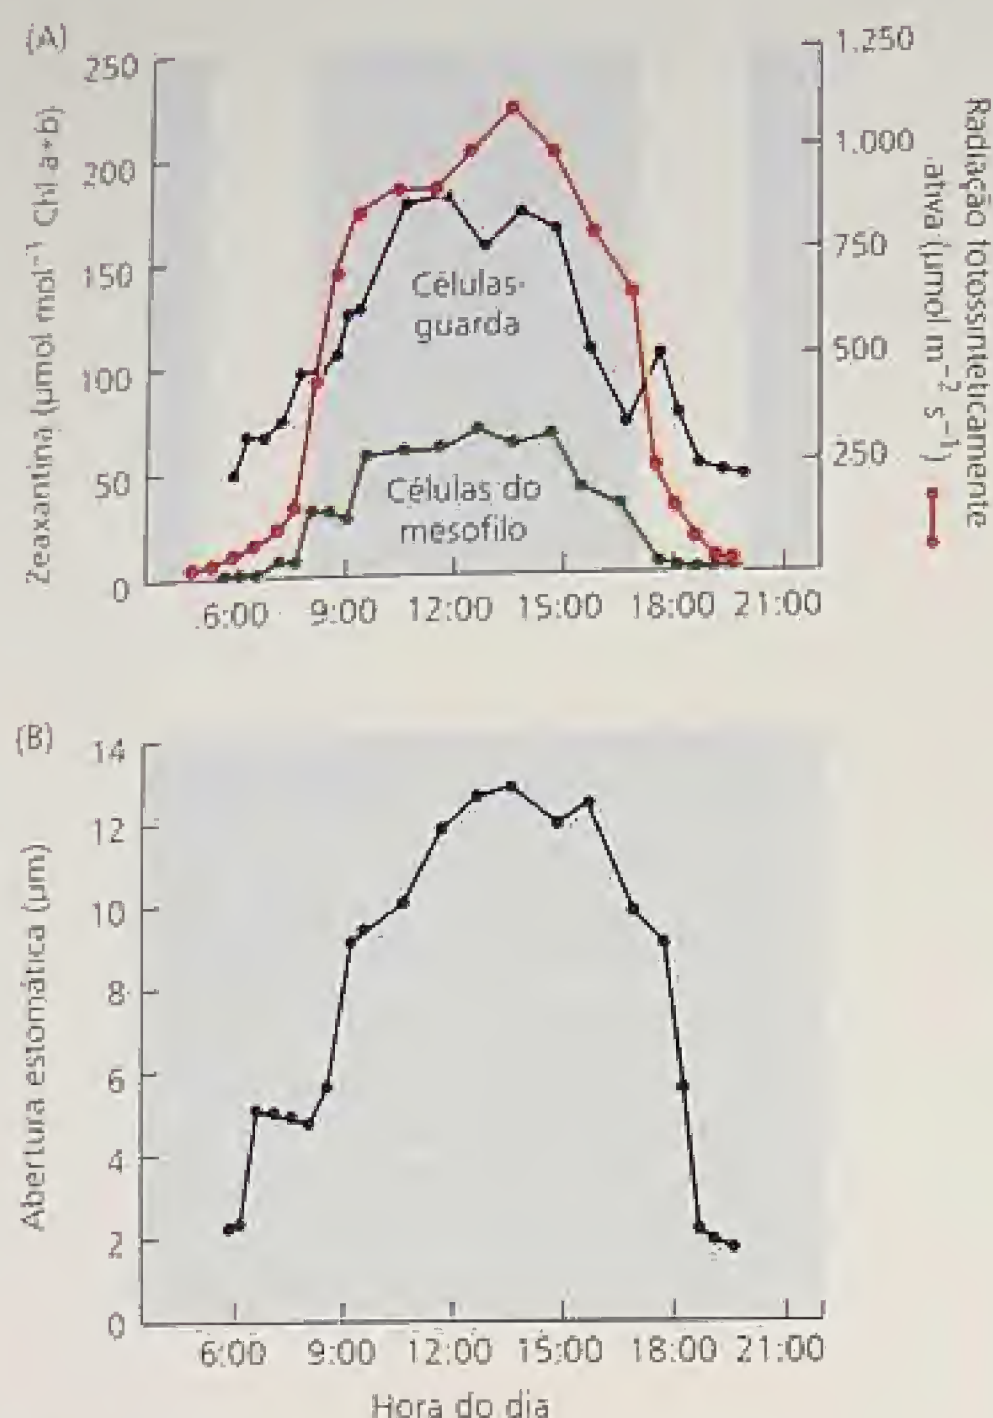 (A)
250
200
150
100
50
0
Zeaxantina (µmol mol⁻¹ Chl a+b)
1.250
1.000
750
500
250
Radiação fotossinteticamente
ativa (µmol m⁻² s⁻¹)
Células-
guarda
Células do
mesofilo
6:00 9:00 12:00 15:00 18:00 21:00
(B)
14
12
10
8
6
4
2
0
Abertura estomática (µm)
6:00 9:00 12:00 15:00 18:00 21:00
Hora do dia